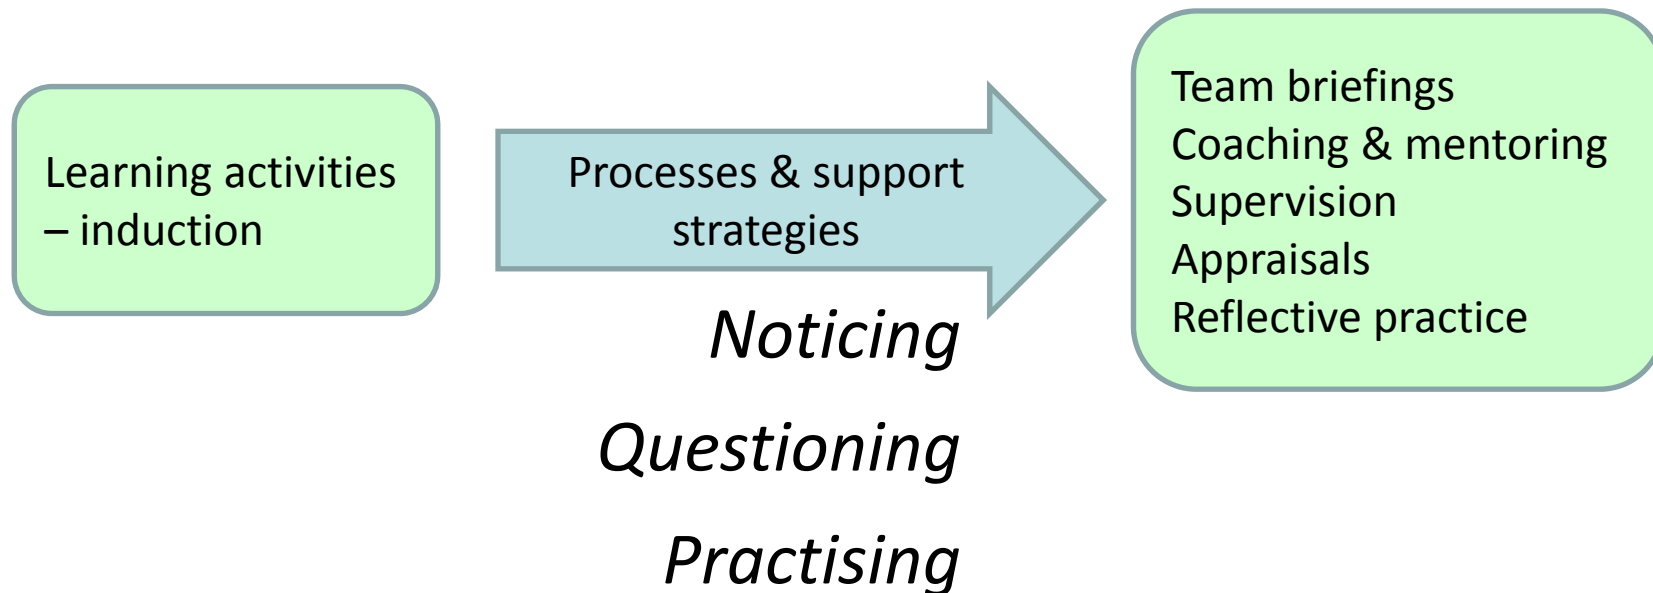 Learning activities
– induction
Processes & support
strategies
Team briefings
Coaching & mentoring
Supervision
Appraisals
Reflective practice
Noticing
Questioning
Practising